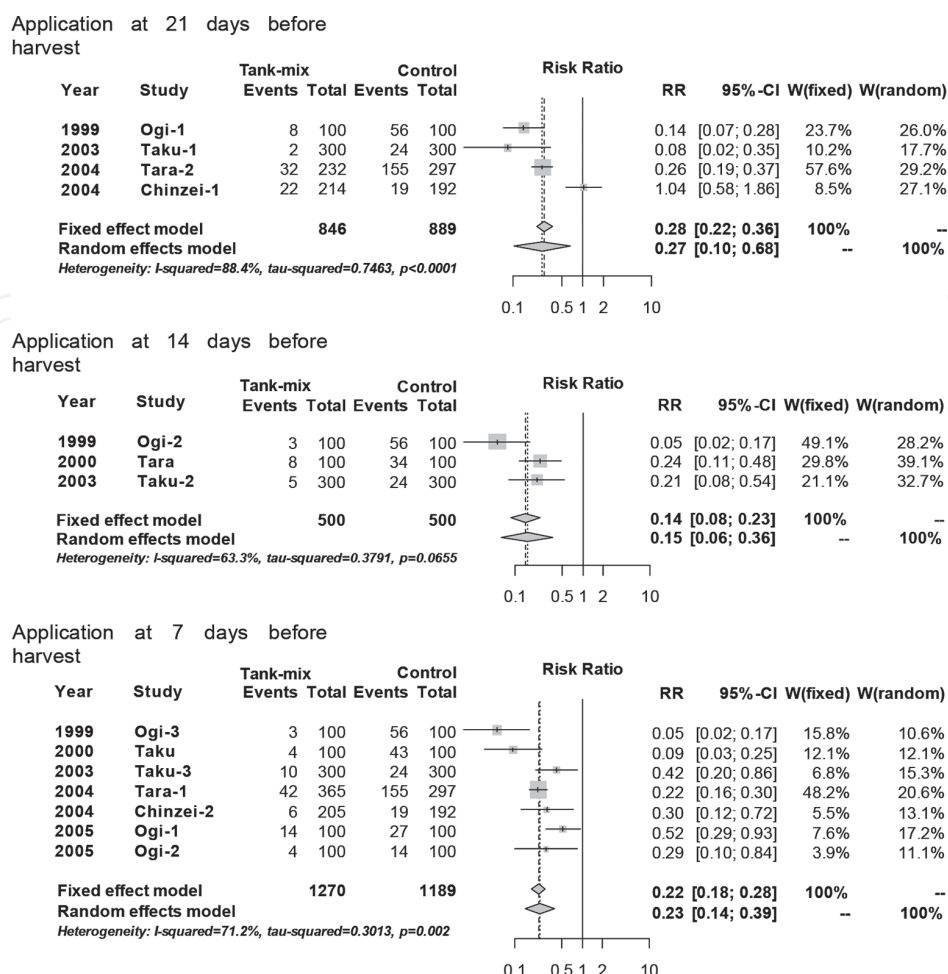 Application at 21 days before
harvest
Tank-mix Control Risk Ratio
Year Study Events Total Events Total RR 95%-CI W(fixed) W(random)
1999 Ogi-1 8 100 56 100 0.14 [0.07; 0.28] 23.7% 26.0%
2003 Taku-1 2 300 24 300 0.08 [0.02; 0.35] 10.2% 17.7%
2004 Tara-2 32 232 155 297 0.26 [0.19; 0.37] 57.6% 29.2%
2004 Chinzei-1 22 214 19 192 1.04 [0.58; 1.86] 8.5% 27.1%
Fixed effect model 846 889 0.28 [0.22; 0.36] 100% --
Random effects model 0.27 [0.10; 0.68] -- 100%
Heterogeneity: I-squared=88.4%, tau-squared=0.7463, p<0.0001
0.1 0.5 1 2 10
Application at 14 days before
harvest
Tank-mix Control Risk Ratio
Year Study Events Total Events Total RR 95%-CI W(fixed) W(random)
1999 Ogi-2 3 100 56 100 0.05 [0.02; 0.17] 49.1% 28.2%
2000 Tara 8 100 34 100 0.24 [0.11; 0.48] 29.8% 39.1%
2003 Taku-2 5 300 24 300 0.21 [0.08; 0.54] 21.1% 32.7%
Fixed effect model 500 500 0.14 [0.08; 0.23] 100% --
Random effects model 0.15 [0.06; 0.36] -- 100%
Heterogeneity: I-squared=63.3%, tau-squared=0.3791, p=0.0655
0.1 0.5 1 2 10
Application at 7 days before
harvest
Tank-mix Control Risk Ratio
Year Study Events Total Events Total RR 95%-CI W(fixed) W(random)
1999 Ogi-3 3 100 56 100 0.05 [0.02; 0.17] 15.8% 10.6%
2000 Taku 4 100 43 100 0.09 [0.03; 0.25] 12.1% 12.1%
2003 Taku-3 10 300 24 300 0.42 [0.20; 0.86] 6.8% 15.3%
2004 Tara-1 42 365 155 297 0.22 [0.16; 0.30] 48.2% 20.6%
2004 Chinzei-2 6 205 19 192 0.30 [0.12; 0.72] 5.5% 13.1%
2005 Ogi-1 14 100 27 100 0.52 [0.29; 0.93] 7.6% 17.2%
2005 Ogi-2 4 100 14 100 0.29 [0.10; 0.84] 3.9% 11.1%
Fixed effect model 1270 1189 0.22 [0.18; 0.28] 100% --
Random effects model 0.23 [0.14; 0.39] -- 100%
Heterogeneity: I-squared=71.2%, tau-squared=0.3013, p=0.002
0.1 0.5 1 2 10